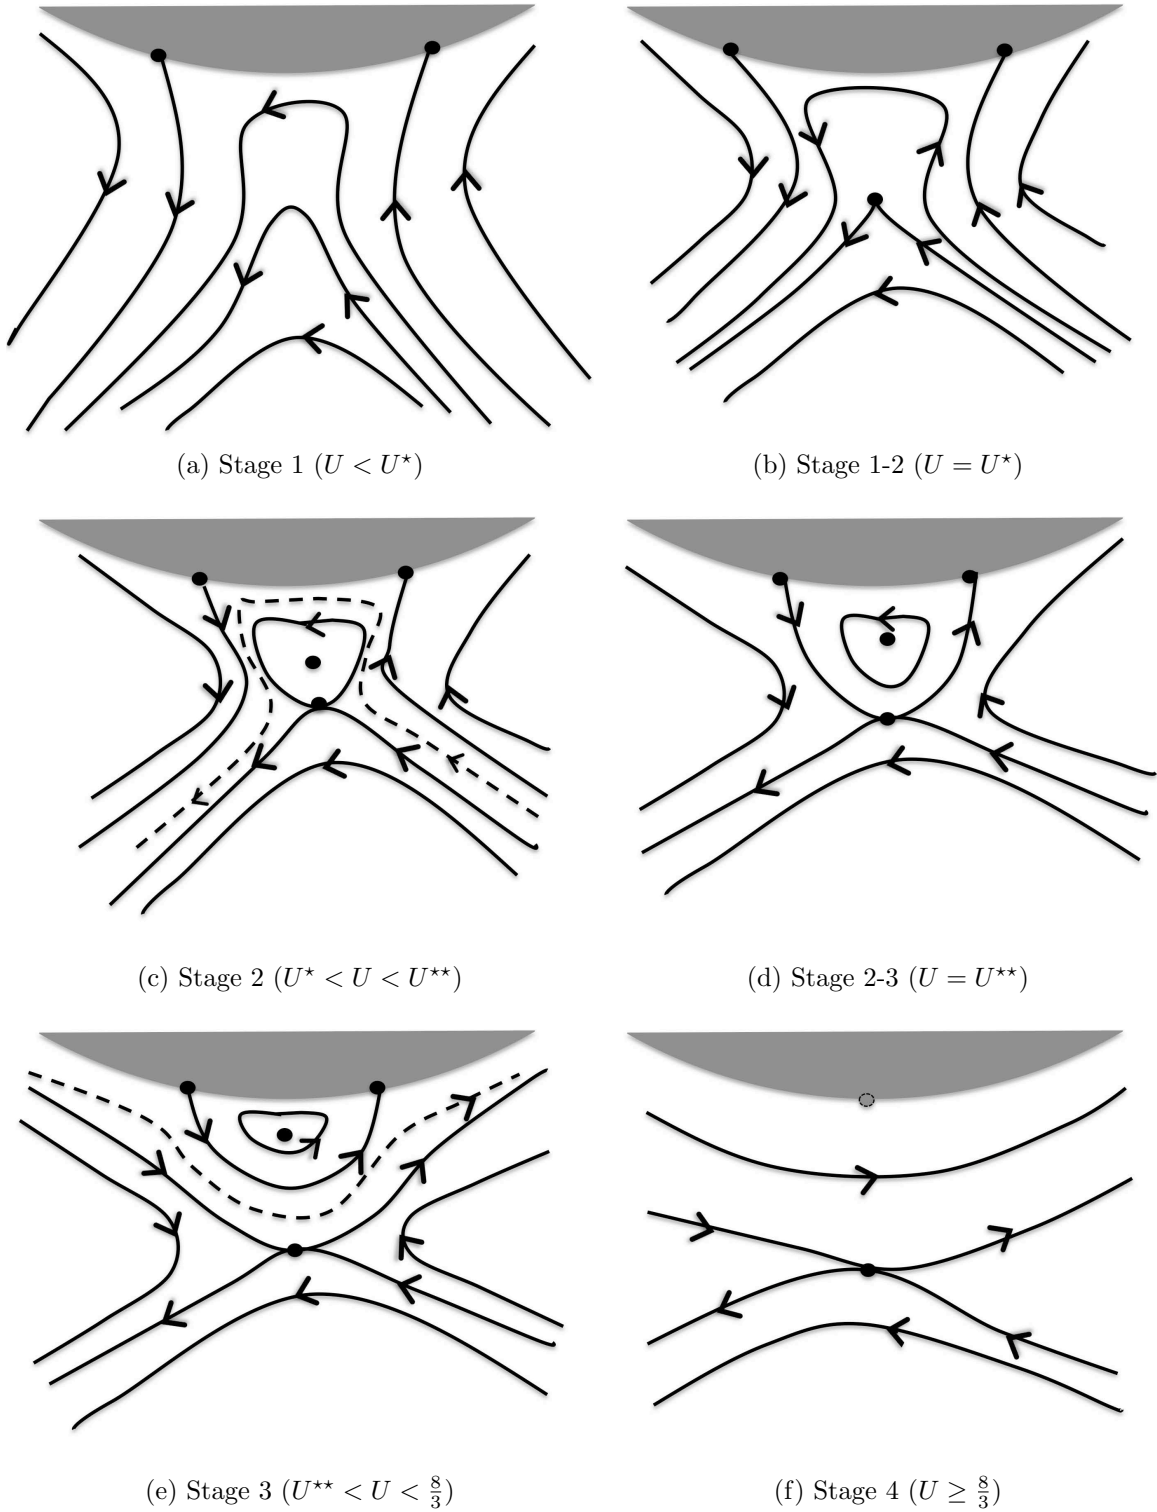 (a) Stage 1 (U < U⋆)
(b) Stage 1-2 (U = U⋆)
(c) Stage 2 (U⋆ < U < U⋆⋆)
(d) Stage 2-3 (U = U⋆⋆)
(e) Stage 3 (U⋆⋆ < U < 8/3)
(f) Stage 4 (U ≥ 8/3)